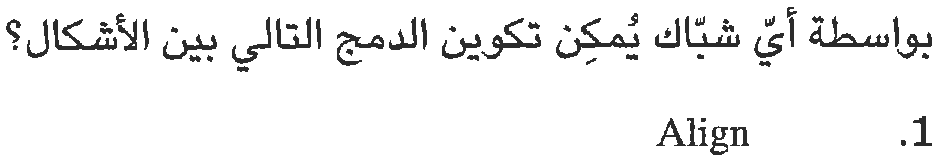 بواسطة أيّ شبّاك يُمكِن تكوين الدمج التالي بين الأشكال؟
1. Align